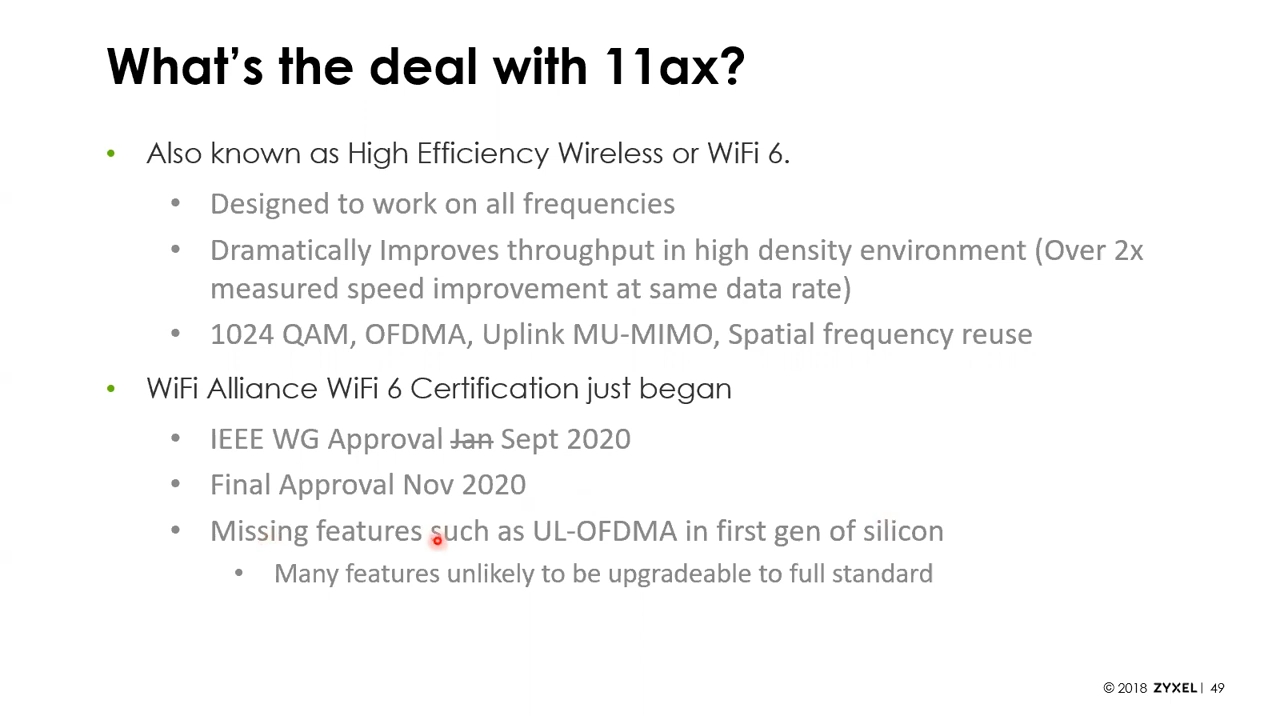 What's the deal with 11ax?
• Also known as High Efficiency Wireless or WiFi 6.
• Designed to work on all frequencies
• Dramatically Improves throughput in high density environment (Over 2x
measured speed improvement at same data rate)
• 1024 QAM, OFDMA, Uplink MU-MIMO, Spatial frequency reuse
• WiFi Alliance WiFi 6 Certification just began
• IEEE WG Approval Jan Sept 2020
• Final Approval Nov 2020
• Missing features such as UL-OFDMA in first gen of silicon
• Many features unlikely to be upgradeable to full standard
© 2018 ZYXEL | 49